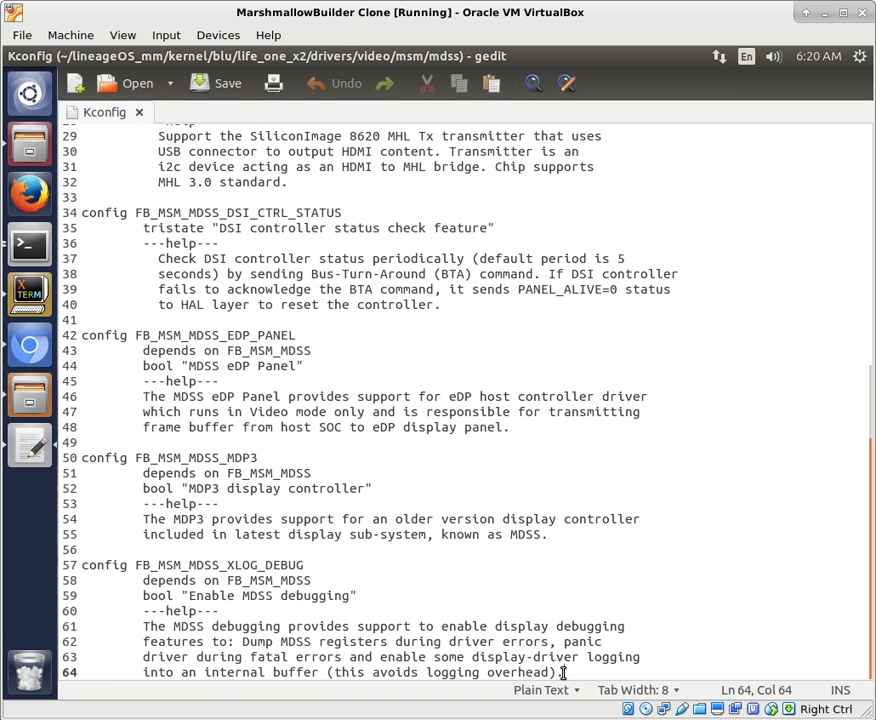 MarshmallowBuilder Clone [Running] - Oracle VM VirtualBox
File Machine View Input Devices Help
Kconfig (~/lineageOS_mm/kernel/blu/life_one_x2/drivers/video/msm/mdss) - gedit En 6:20 AM
Open Save Undo
Kconfig ×
29 Support the SiliconImage 8620 MHL Tx transmitter that uses
30 USB connector to output HDMI content. Transmitter is an
31 i2c device acting as an HDMI to MHL bridge. Chip supports
32 MHL 3.0 standard.
33
34 config FB_MSM_MDSS_DSI_CTRL_STATUS
35 tristate "DSI controller status check feature"
36 ---help---
37 Check DSI controller status periodically (default period is 5
38 seconds) by sending Bus-Turn-Around (BTA) command. If DSI controller
39 fails to acknowledge the BTA command, it sends PANEL_ALIVE=0 status
40 to HAL layer to reset the controller.
41
42 config FB_MSM_MDSS_EDP_PANEL
43 depends on FB_MSM_MDSS
44 bool "MDSS eDP Panel"
45 ---help---
46 The MDSS eDP Panel provides support for eDP host controller driver
47 which runs in Video mode only and is responsible for transmitting
48 frame buffer from host SOC to eDP display panel.
49
50 config FB_MSM_MDSS_MDP3
51 depends on FB_MSM_MDSS
52 bool "MDP3 display controller"
53 ---help---
54 The MDP3 provides support for an older version display controller
55 included in latest display sub-system, known as MDSS.
56
57 config FB_MSM_MDSS_XLOG_DEBUG
58 depends on FB_MSM_MDSS
59 bool "Enable MDSS debugging"
60 ---help---
61 The MDSS debugging provides support to enable display debugging
62 features to: Dump MDSS registers during driver errors, panic
63 driver during fatal errors and enable some display-driver logging
64 into an internal buffer (this avoids logging overhead).
X TERM
Plain Text Tab Width: 8 Ln 64, Col 64 INS
Right Ctrl